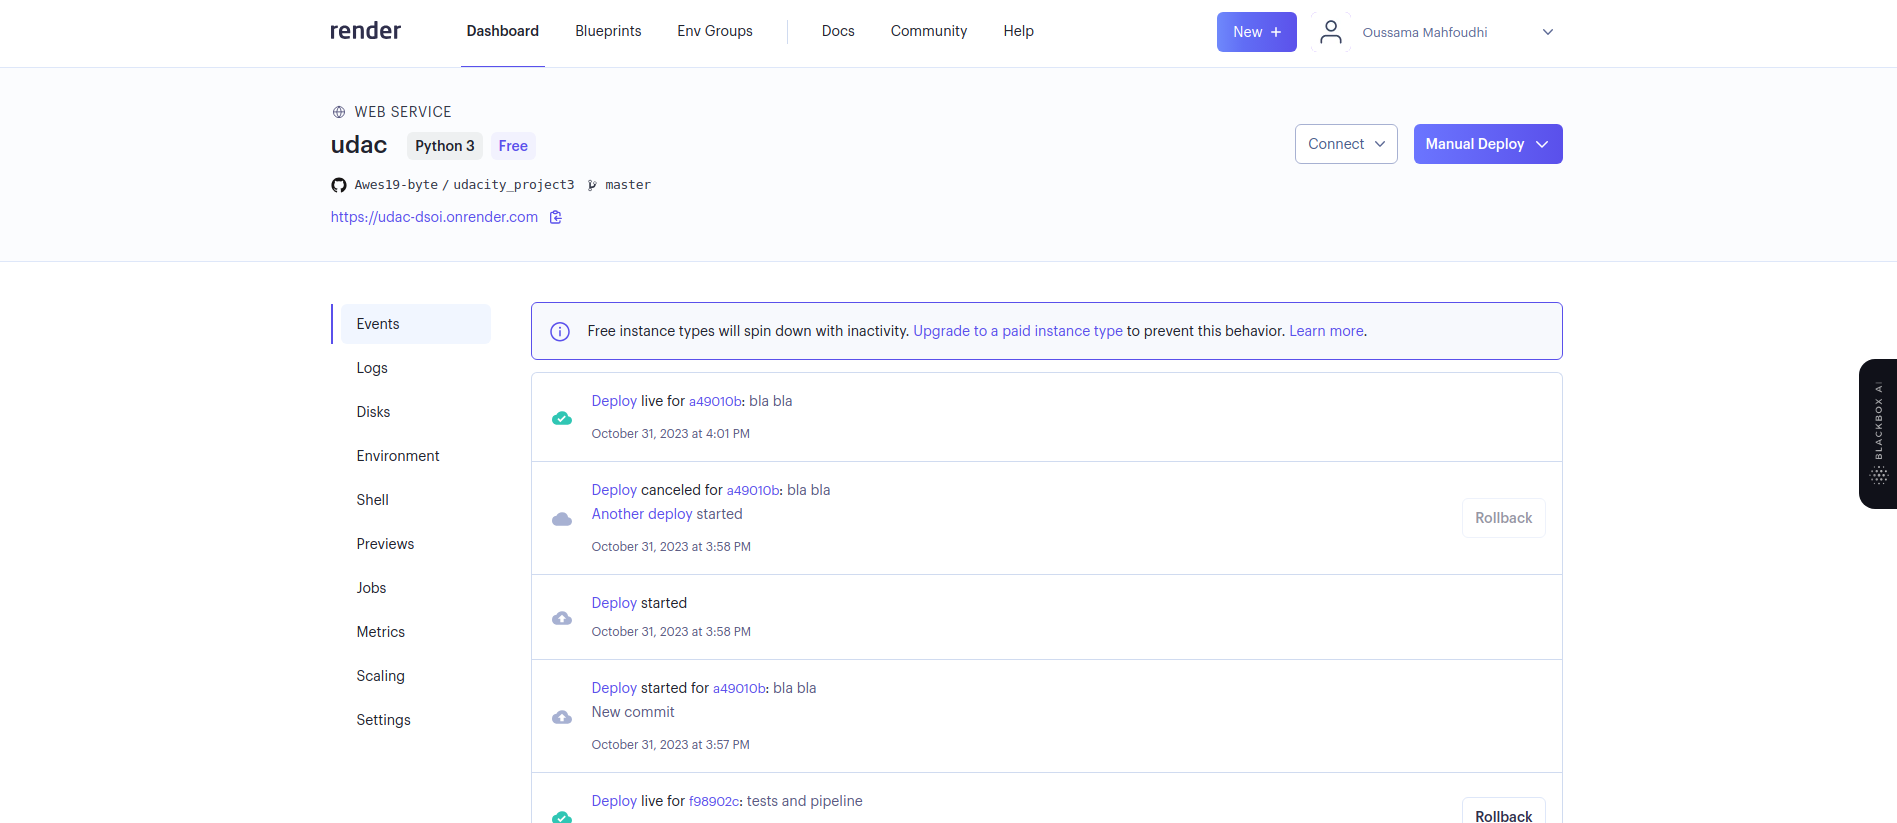 render Dashboard Blueprints Env Groups Docs Community Help New + Oussama Mahfoudhi
WEB SERVICE
udac Python 3 Free
Connect Manual Deploy
Awes19-byte / udacity_project3 master
https://udac-dsoi.onrender.com
Events
Logs
Disks
Environment
Shell
Previews
Jobs
Metrics
Scaling
Settings
Free instance types will spin down with inactivity. Upgrade to a paid instance type to prevent this behavior. Learn more.
Deploy live for a49010b: bla bla
October 31, 2023 at 4:01 PM
Deploy canceled for a49010b: bla bla
Another deploy started
October 31, 2023 at 3:58 PM
Rollback
Deploy started
October 31, 2023 at 3:58 PM
Deploy started for a49010b: bla bla
New commit
October 31, 2023 at 3:57 PM
Deploy live for f98902c: tests and pipeline
Rollback
BLACKBOX AI